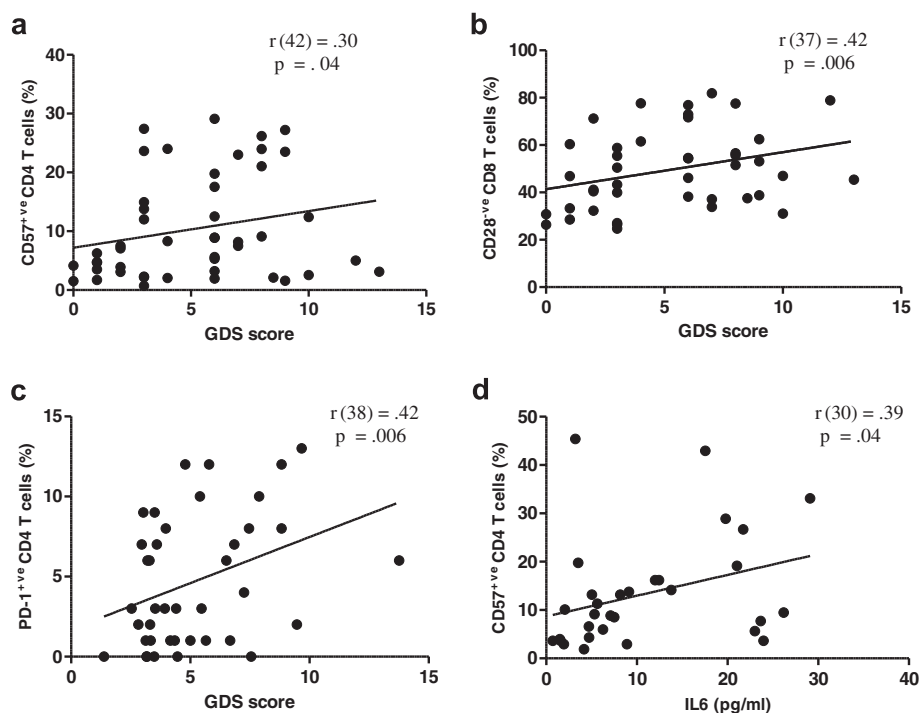 a
r (42) = .30
p = . 04
CD57+ve CD4 T cells (%)
40
30
20
10
0
0 5 10 15
GDS score
b
r (37) = .42
p = .006
CD28-ve CD8 T cells (%)
100
80
60
40
20
0
0 5 10 15
GDS score
c
r (38) = .42
p = .006
PD-1+ve CD4 T cells (%)
15
10
5
0
0 5 10 15
GDS score
d
r (30) = .39
p = .04
CD57+ve CD4 T cells (%)
50
40
30
20
10
0
0 10 20 30 40
IL6 (pg/ml)